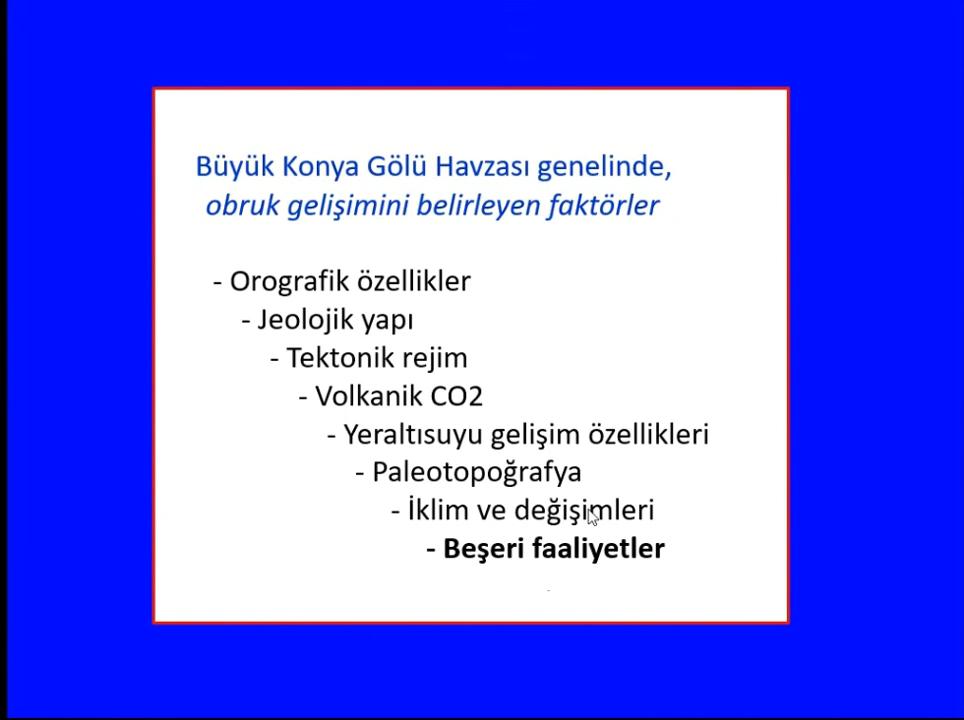 Büyük Konya Gölü Havzası genelinde,
obruk gelişimini belirleyen faktörler
- Orografik özellikler
- Jeolojik yapı
- Tektonik rejim
- Volkanik CO2
- Yeraltısuyu gelişim özellikleri
- Paleotopoğrafya
- İklim ve değişimleri
- Beşeri faaliyetler